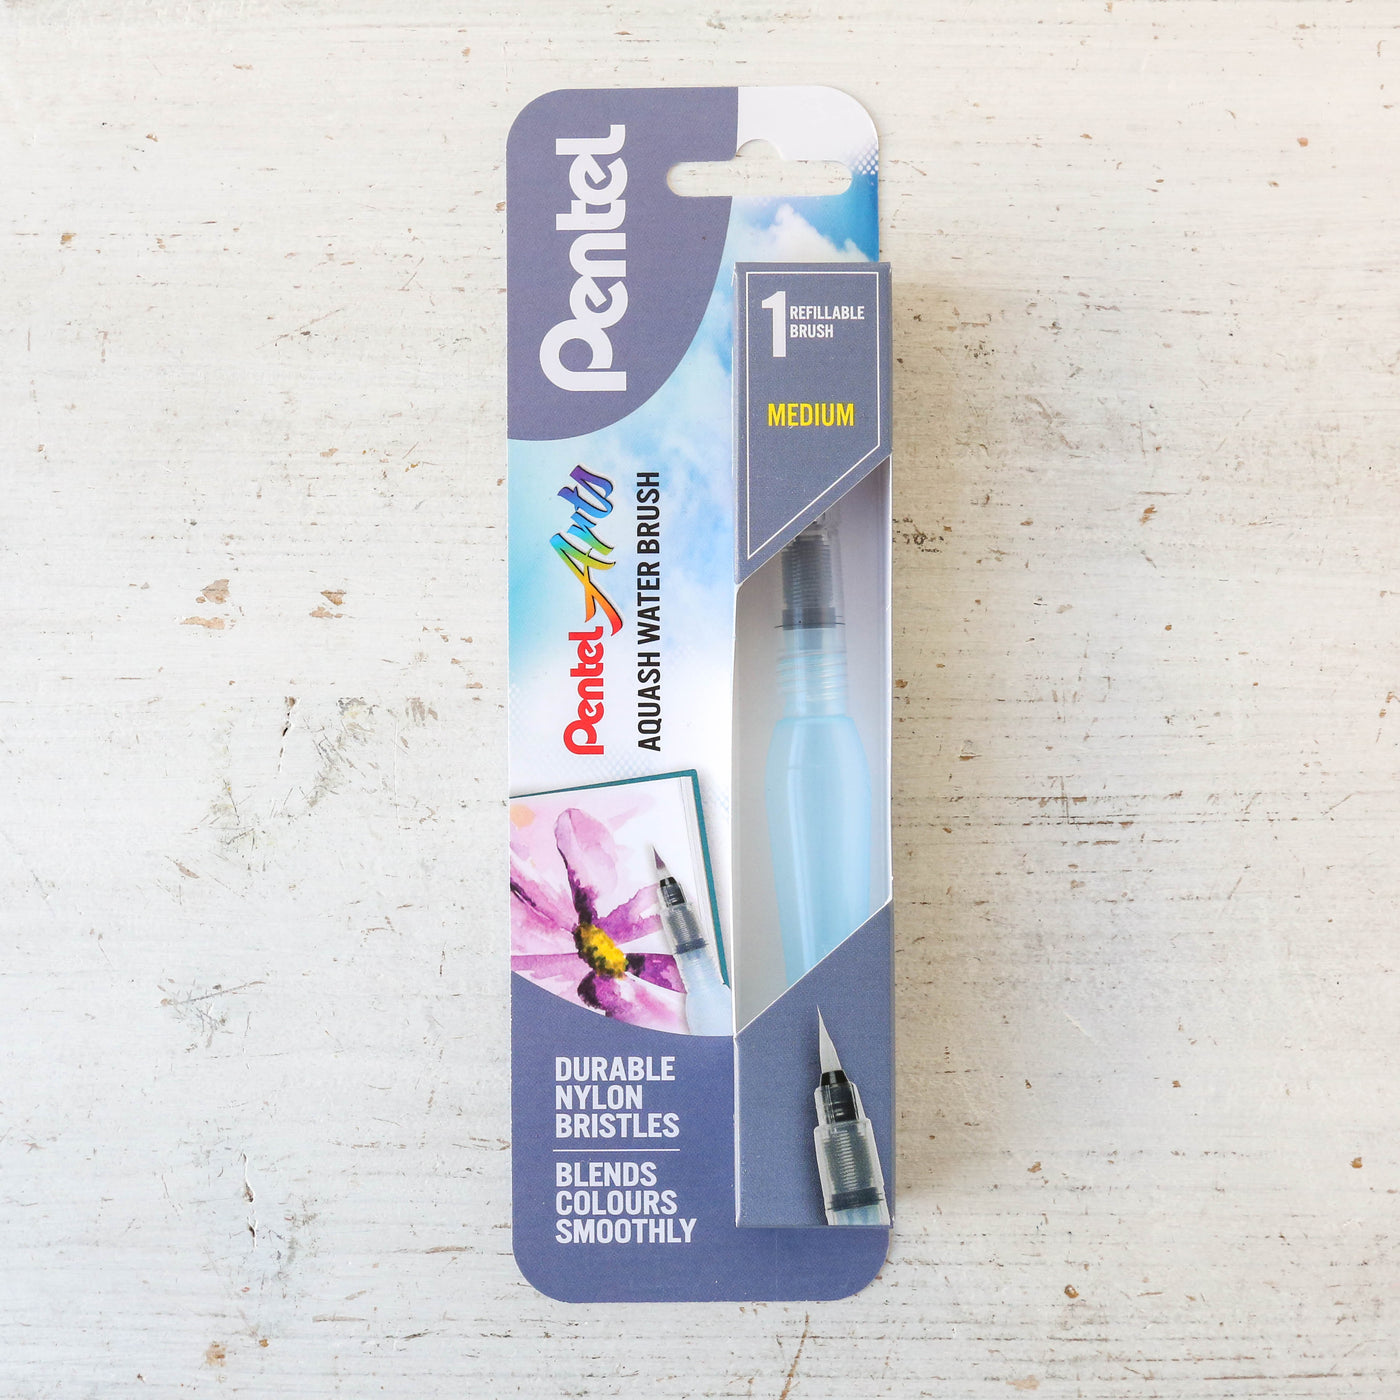 Pentel
1 REFILLABLE
BRUSH
MEDIUM
Pentel Arts
AQUASH WATER BRUSH
DURABLE
NYLON
BRISTLES
BLENDS
COLOURS
SMOOTHLY